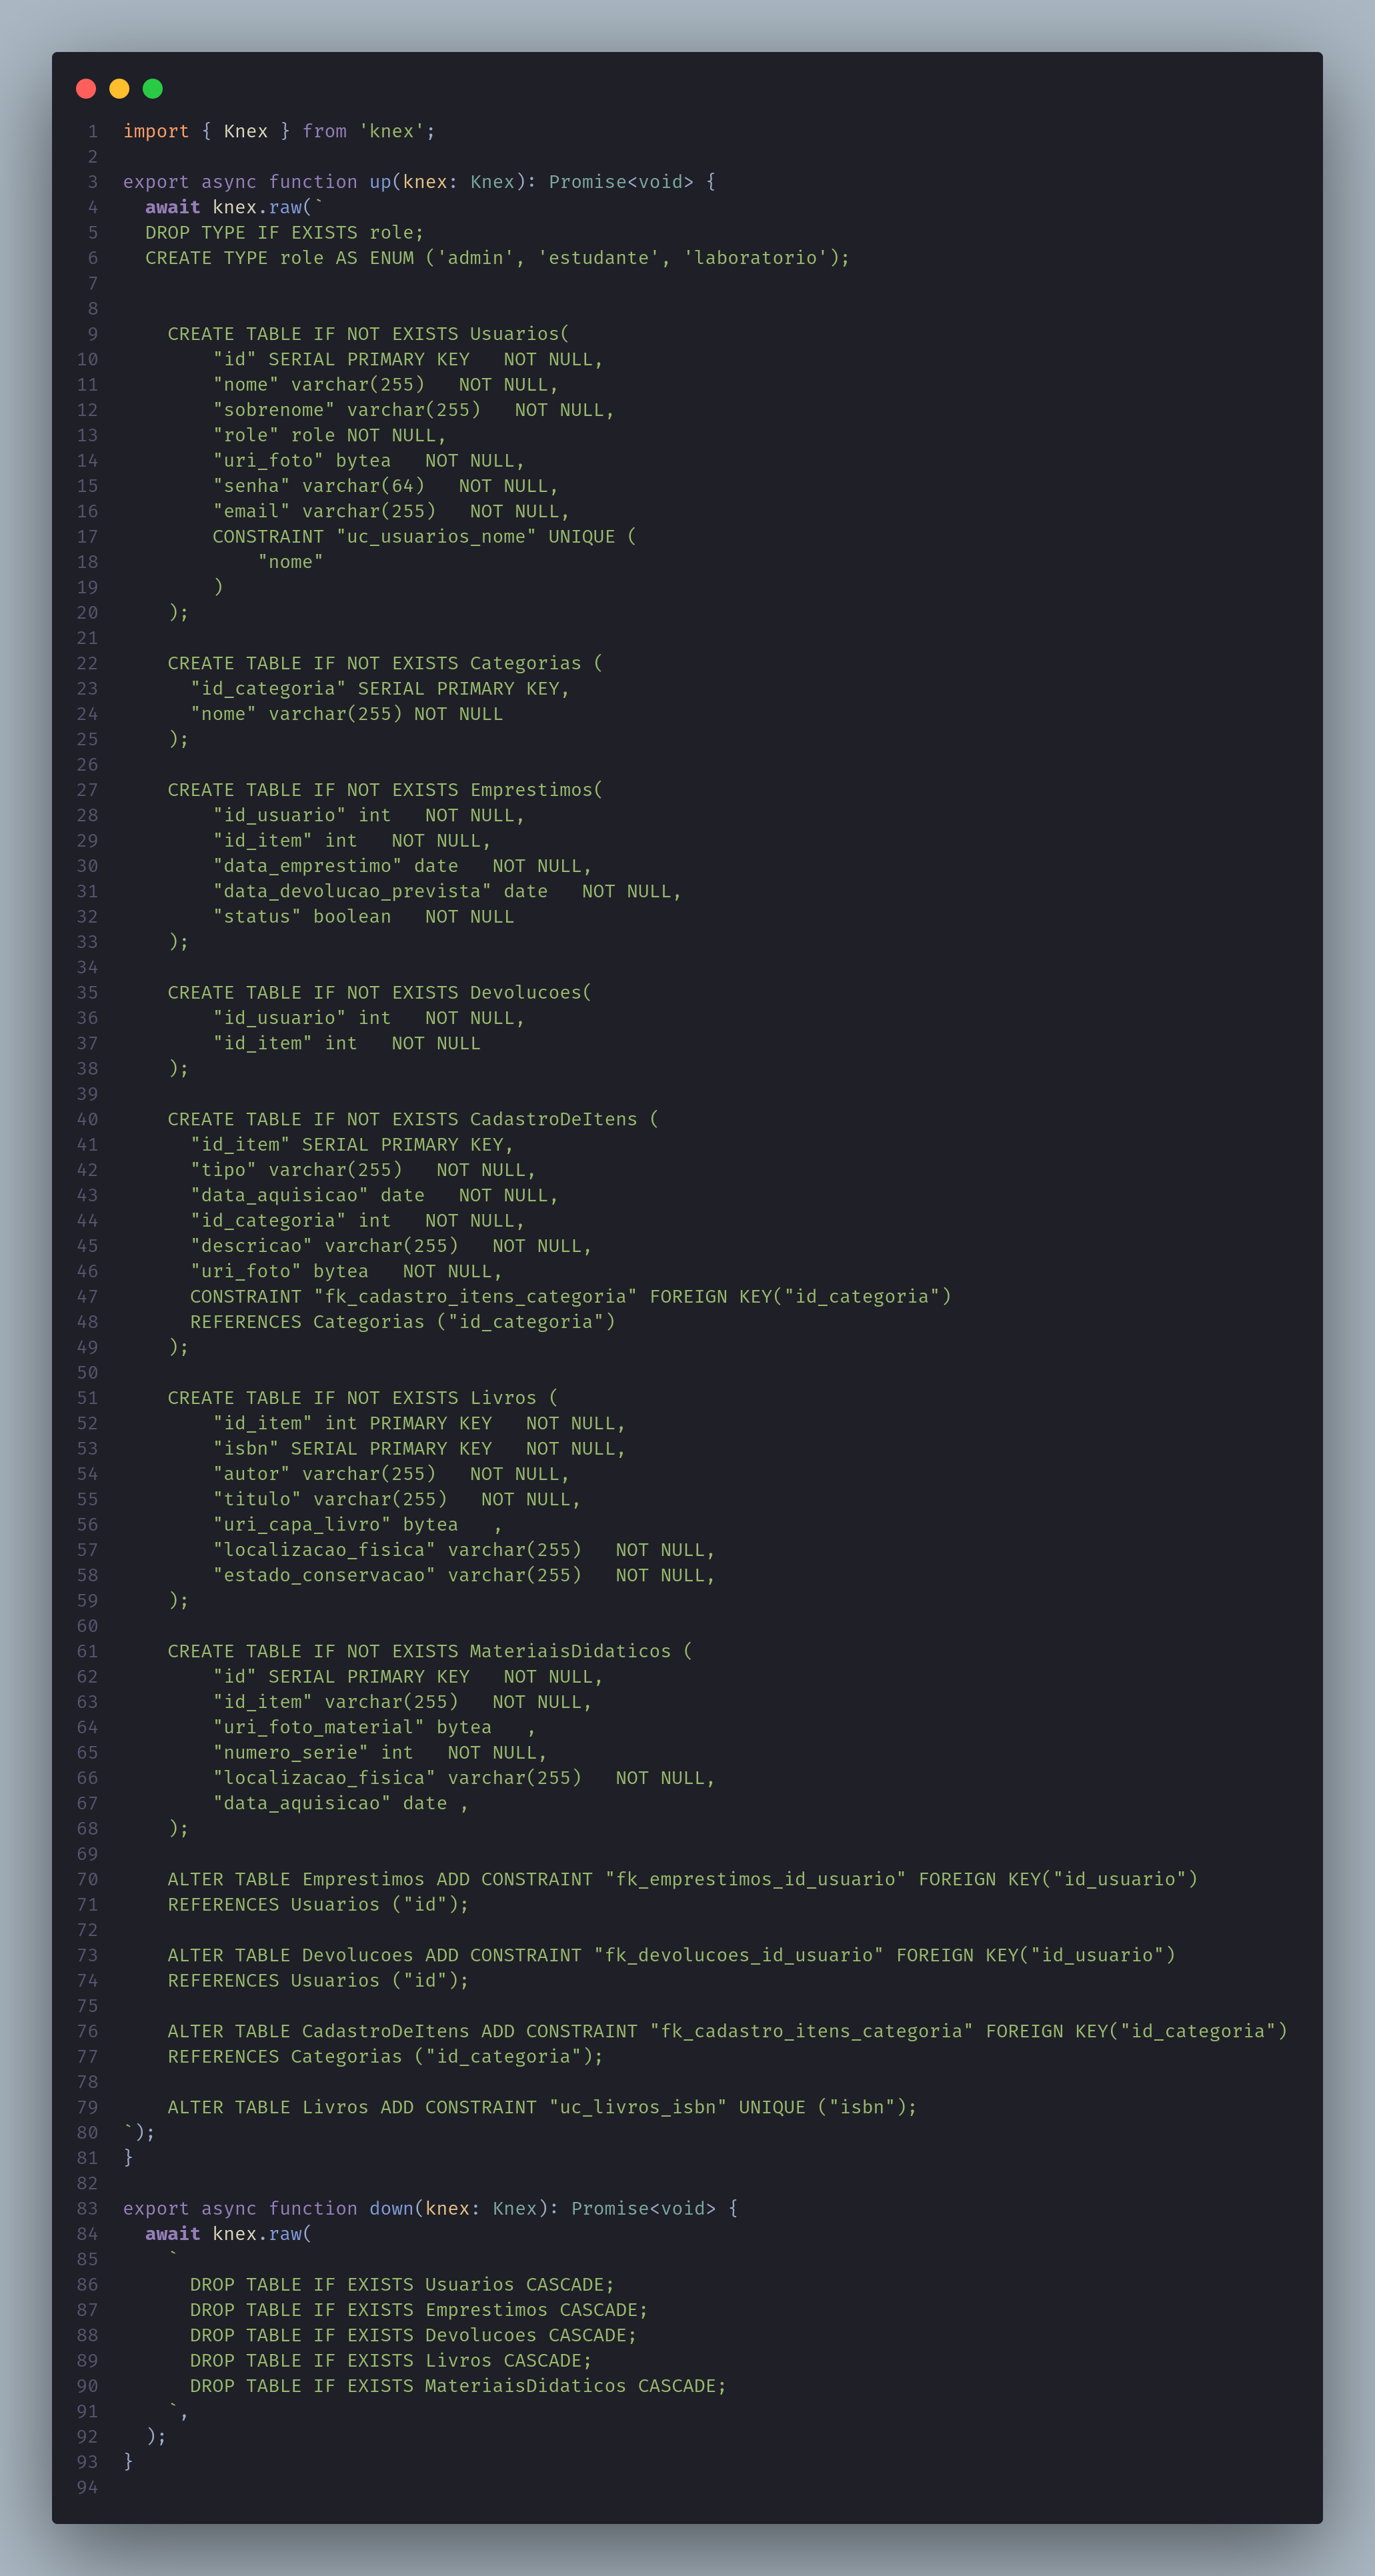 1 import { Knex } from 'knex';
2
3 export async function up(knex: Knex): Promise<void> {
4   await knex.raw(`
5   DROP TYPE IF EXISTS role;
6   CREATE TYPE role AS ENUM ('admin', 'estudante', 'laboratorio');
7
8
9     CREATE TABLE IF NOT EXISTS Usuarios(
10         "id" SERIAL PRIMARY KEY   NOT NULL,
11         "nome" varchar(255)   NOT NULL,
12         "sobrenome" varchar(255)   NOT NULL,
13         "role" role NOT NULL,
14         "uri_foto" bytea   NOT NULL,
15         "senha" varchar(64)   NOT NULL,
16         "email" varchar(255)   NOT NULL,
17         CONSTRAINT "uc_usuarios_nome" UNIQUE (
18             "nome"
19         )
20     );
21
22     CREATE TABLE IF NOT EXISTS Categorias (
23       "id_categoria" SERIAL PRIMARY KEY,
24       "nome" varchar(255) NOT NULL
25     );
26
27     CREATE TABLE IF NOT EXISTS Emprestimos(
28         "id_usuario" int   NOT NULL,
29         "id_item" int   NOT NULL,
30         "data_emprestimo" date   NOT NULL,
31         "data_devolucao_prevista" date   NOT NULL,
32         "status" boolean   NOT NULL
33     );
34
35     CREATE TABLE IF NOT EXISTS Devolucoes(
36         "id_usuario" int   NOT NULL,
37         "id_item" int   NOT NULL
38     );
39
40     CREATE TABLE IF NOT EXISTS CadastroDeItens (
41       "id_item" SERIAL PRIMARY KEY,
42       "tipo" varchar(255)   NOT NULL,
43       "data_aquisicao" date   NOT NULL,
44       "id_categoria" int   NOT NULL,
45       "descricao" varchar(255)   NOT NULL,
46       "uri_foto" bytea   NOT NULL,
47       CONSTRAINT "fk_cadastro_itens_categoria" FOREIGN KEY("id_categoria")
48       REFERENCES Categorias ("id_categoria")
49     );
50
51     CREATE TABLE IF NOT EXISTS Livros (
52         "id_item" int PRIMARY KEY   NOT NULL,
53         "isbn" SERIAL PRIMARY KEY   NOT NULL,
54         "autor" varchar(255)   NOT NULL,
55         "titulo" varchar(255)   NOT NULL,
56         "uri_capa_livro" bytea   ,
57         "localizacao_fisica" varchar(255)   NOT NULL,
58         "estado_conservacao" varchar(255)   NOT NULL,
59     );
60
61     CREATE TABLE IF NOT EXISTS MateriaisDidaticos (
62         "id" SERIAL PRIMARY KEY   NOT NULL,
63         "id_item" varchar(255)   NOT NULL,
64         "uri_foto_material" bytea   ,
65         "numero_serie" int   NOT NULL,
66         "localizacao_fisica" varchar(255)   NOT NULL,
67         "data_aquisicao" date ,
68     );
69
70     ALTER TABLE Emprestimos ADD CONSTRAINT "fk_emprestimos_id_usuario" FOREIGN KEY("id_usuario")
71     REFERENCES Usuarios ("id");
72
73     ALTER TABLE Devolucoes ADD CONSTRAINT "fk_devolucoes_id_usuario" FOREIGN KEY("id_usuario")
74     REFERENCES Usuarios ("id");
75
76     ALTER TABLE CadastroDeItens ADD CONSTRAINT "fk_cadastro_itens_categoria" FOREIGN KEY("id_categoria")
77     REFERENCES Categorias ("id_categoria");
78
79     ALTER TABLE Livros ADD CONSTRAINT "uc_livros_isbn" UNIQUE ("isbn");
80 `);
81 }
82
83 export async function down(knex: Knex): Promise<void> {
84   await knex.raw(
85     `
86       DROP TABLE IF EXISTS Usuarios CASCADE;
87       DROP TABLE IF EXISTS Emprestimos CASCADE;
88       DROP TABLE IF EXISTS Devolucoes CASCADE;
89       DROP TABLE IF EXISTS Livros CASCADE;
90       DROP TABLE IF EXISTS MateriaisDidaticos CASCADE;
91     `,
92   );
93 }
94